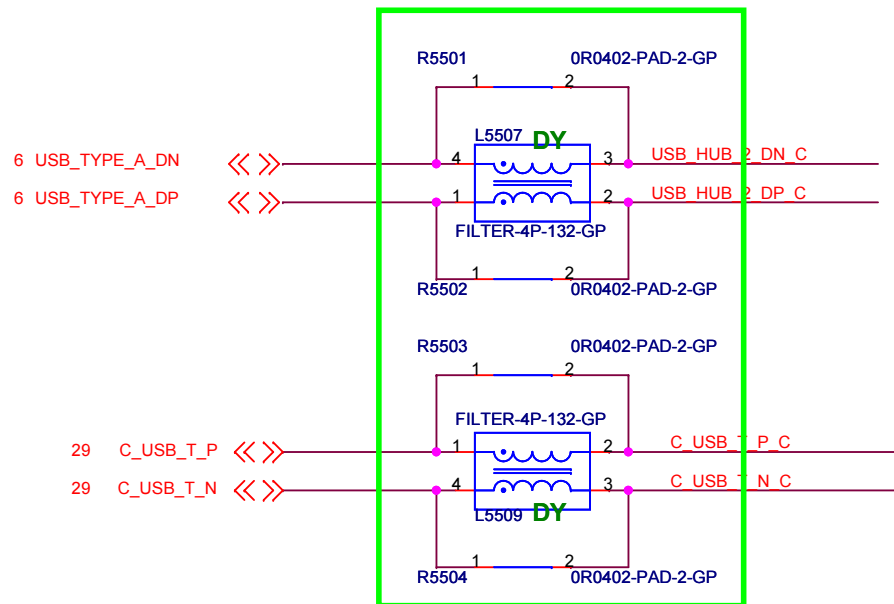 R5501 0R0402-PAD-2-GP
1 2
L5507 DY
6 USB_TYPE_A_DN 4 3 USB_HUB_2_DN_C
6 USB_TYPE_A_DP 1 2 USB_HUB_2_DP_C
FILTER-4P-132-GP
1 2
R5502 0R0402-PAD-2-GP
R5503 0R0402-PAD-2-GP
1 2
FILTER-4P-132-GP
29 C_USB_T_P 1 2 C_USB_T_P_C
29 C_USB_T_N 4 3 C_USB_T_N_C
L5509 DY
1 2
R5504 0R0402-PAD-2-GP